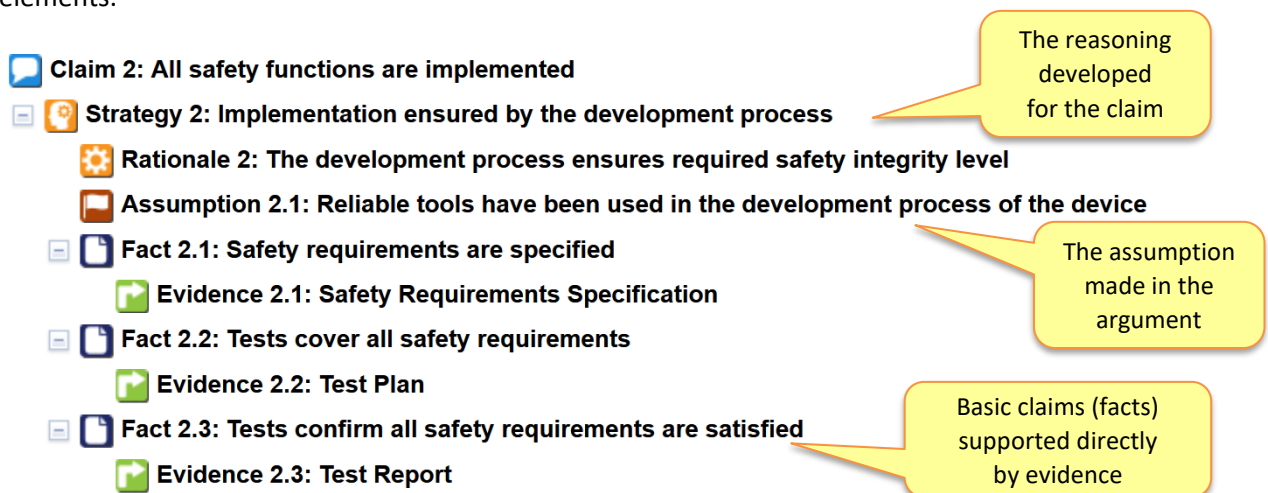 elements.
The reasoning
developed
for the claim
Claim 2: All safety functions are implemented
Strategy 2: Implementation ensured by the development process
Rationale 2: The development process ensures required safety integrity level
Assumption 2.1: Reliable tools have been used in the development process of the device
Fact 2.1: Safety requirements are specified
The assumption
made in the
argument
Evidence 2.1: Safety Requirements Specification
Fact 2.2: Tests cover all safety requirements
Evidence 2.2: Test Plan
Basic claims (facts)
supported directly
by evidence
Fact 2.3: Tests confirm all safety requirements are satisfied
Evidence 2.3: Test Report